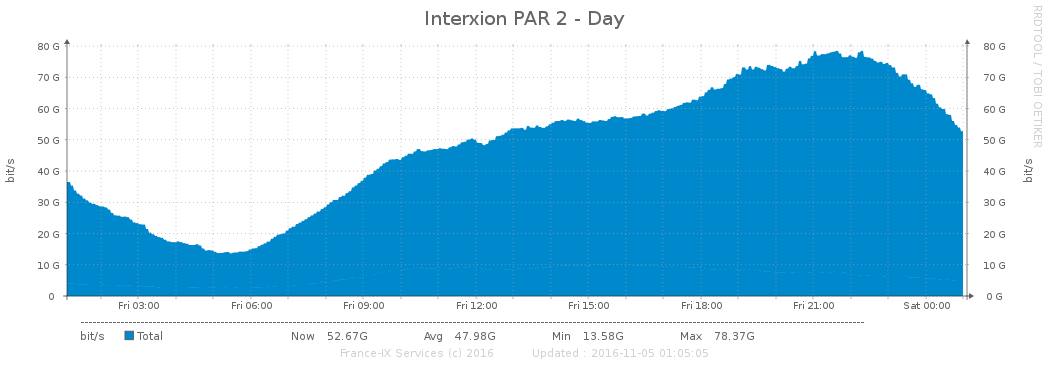 Interxion PAR 2 - Day
RRDTOOL / TOBI OETIKER
80 G 80 G
70 G 70 G
60 G 60 G
50 G 50 G
40 G 40 G
30 G 30 G
20 G 20 G
10 G 10 G
0 0 G
bit/s bit/s
Fri 03:00 Fri 06:00 Fri 09:00 Fri 12:00 Fri 15:00 Fri 18:00 Fri 21:00 Sat 00:00
bit/s Total Now 52.67G Avg 47.98G Min 13.58G Max 78.37G
France-IX Services (c) 2016 Updated : 2016-11-05 01:05:05